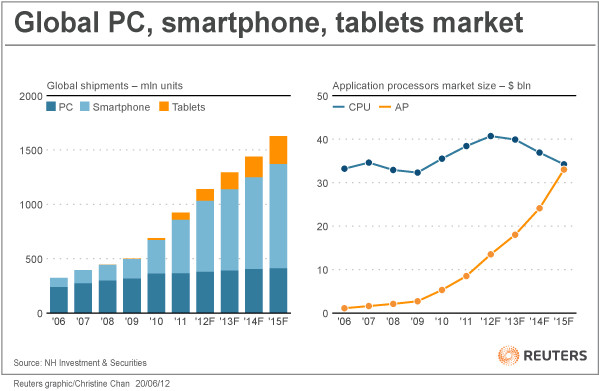 Global PC, smartphone, tablets market
Global shipments – mln units
2000
PC Smartphone Tablets
1500
1000
500
0
'06 '07 '08 '09 '10 '11 '12F '13F '14F '15F
Application processors market size – $ bln
50
CPU AP
40
30
20
10
0
'06 '07 '08 '09 '10 '11 '12F '13F '14F '15F
Source: NH Investment & Securities
REUTERS
Reuters graphic/Christine Chan 20/06/12